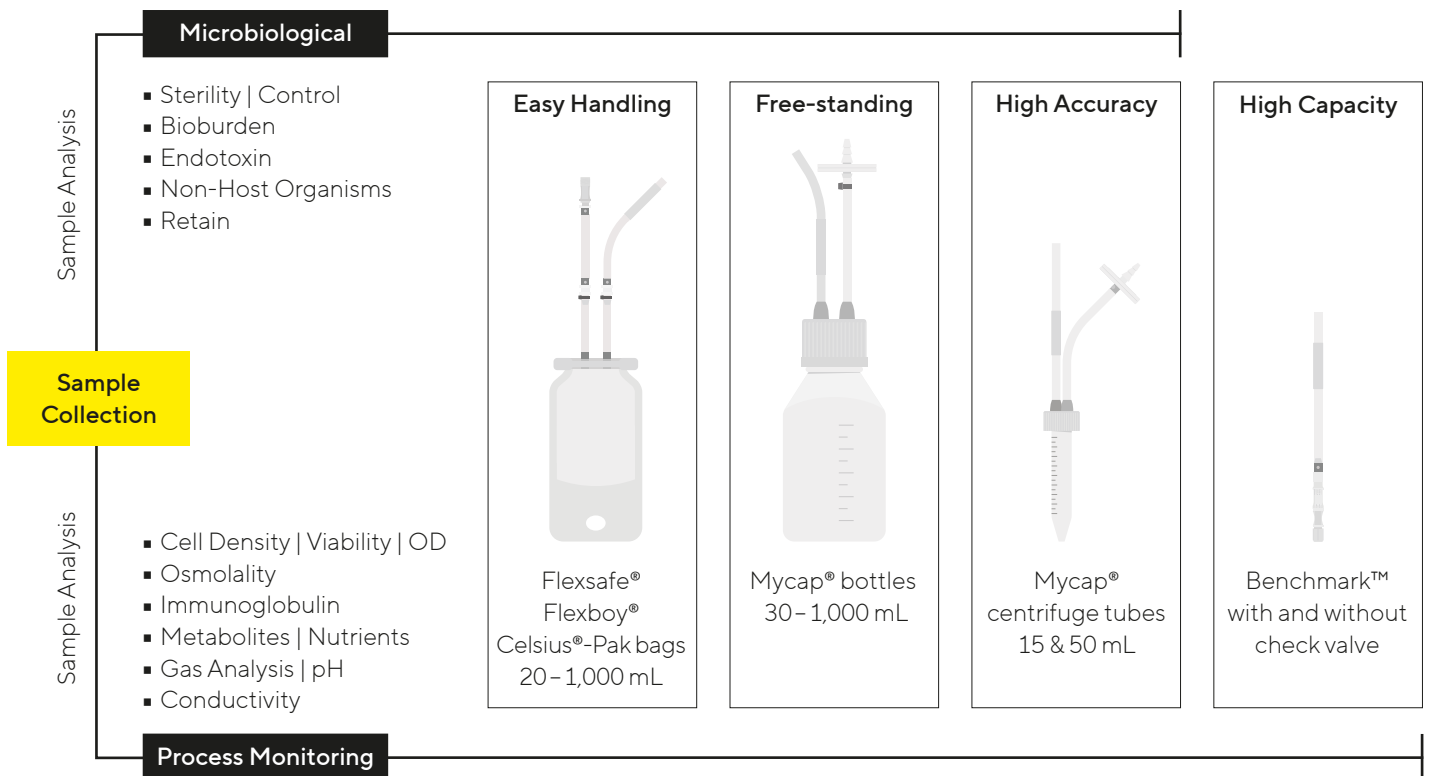 Microbiological
Sample Analysis
▪ Sterility | Control
▪ Bioburden
▪ Endotoxin
▪ Non-Host Organisms
▪ Retain
Sample
Collection
Sample Analysis
▪ Cell Density | Viability | OD
▪ Osmolality
▪ Immunoglobulin
▪ Metabolites | Nutrients
▪ Gas Analysis | pH
▪ Conductivity
Process Monitoring
Easy Handling
Flexsafe®
Flexboy®
Celsius®-Pak bags
20 – 1,000 mL
Free-standing
Mycap® bottles
30 – 1,000 mL
High Accuracy
Mycap®
centrifuge tubes
15 & 50 mL
High Capacity
Benchmark™
with and without
check valve